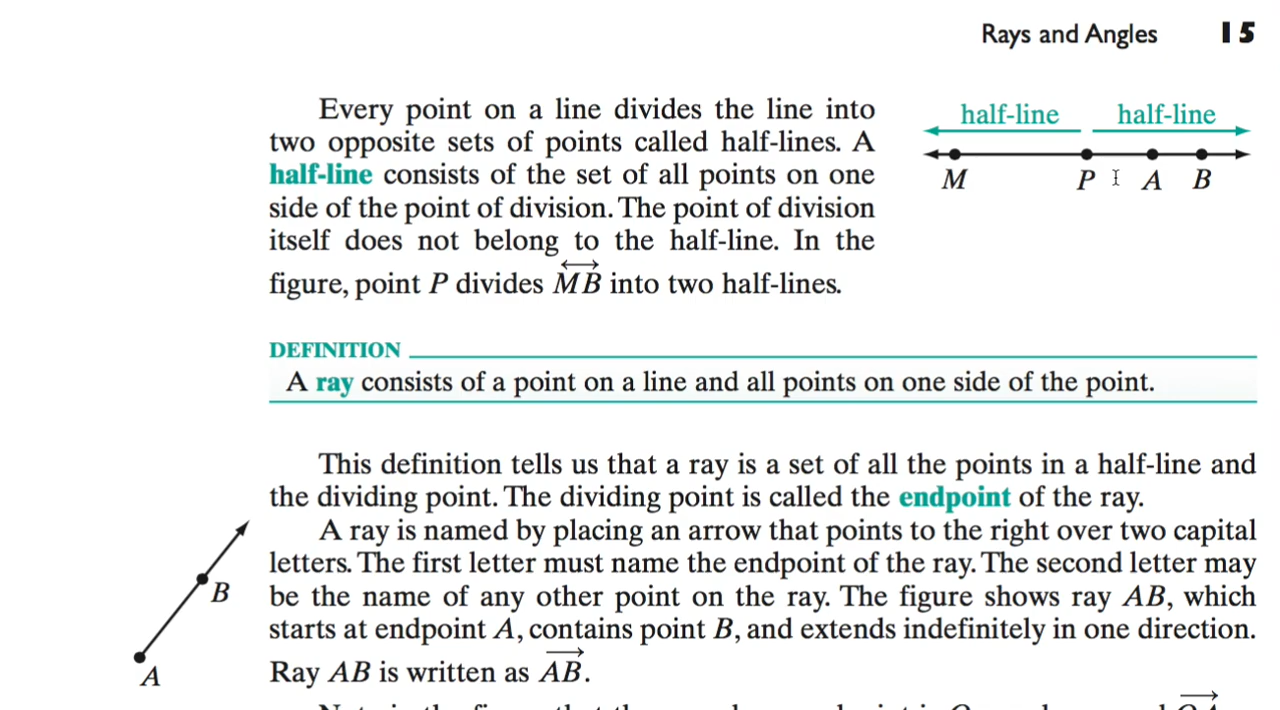 Rays and Angles 15
Every point on a line divides the line into
two opposite sets of points called half-lines. A
half-line consists of the set of all points on one
side of the point of division. The point of division
itself does not belong to the half-line. In the
figure, point P divides MB into two half-lines.
half-line half-line
M P A B
DEFINITION
A ray consists of a point on a line and all points on one side of the point.
This definition tells us that a ray is a set of all the points in a half-line and
the dividing point. The dividing point is called the endpoint of the ray.
A ray is named by placing an arrow that points to the right over two capital
letters. The first letter must name the endpoint of the ray. The second letter may
be the name of any other point on the ray. The figure shows ray AB, which
starts at endpoint A, contains point B, and extends indefinitely in one direction.
Ray AB is written as AB.
B
A